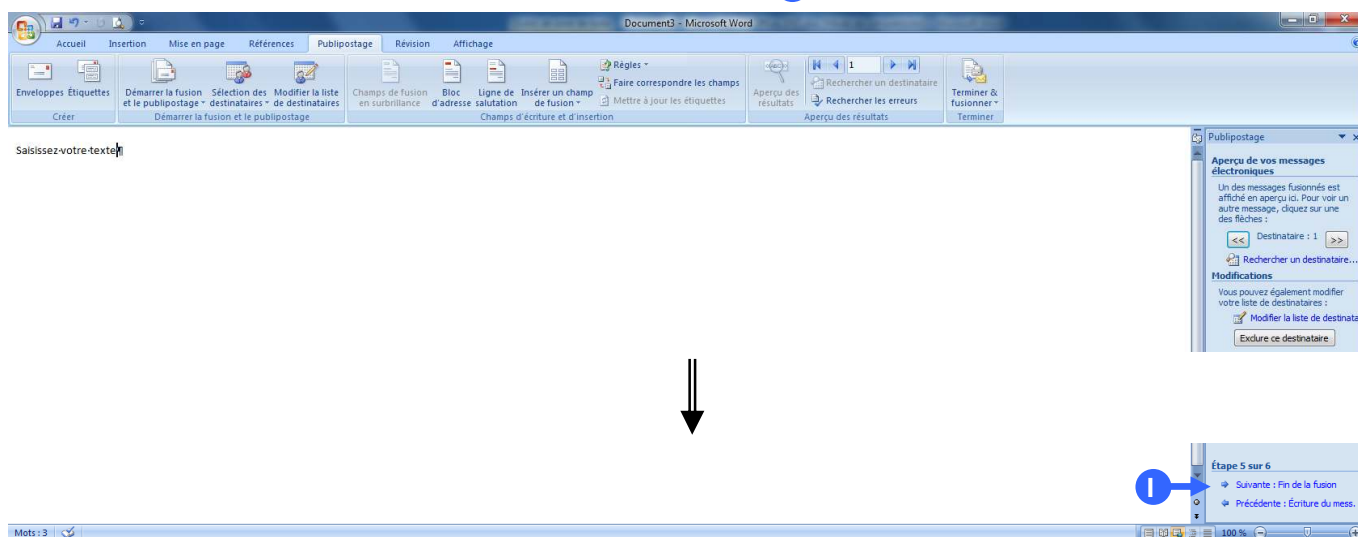 Document3 - Microsoft Word
Accueil Insertion Mise en page Références Publipostage Révision Affichage
Enveloppes Étiquettes
Créer
Démarrer la fusion et le publipostage
Sélection des destinataires
Modifier la liste de destinataires
Démarrer la fusion et le publipostage
Champs de fusion en surbrillance
Bloc d'adresse
Ligne de salutation
Insérer un champ de fusion
Règles
Faire correspondre les champs
Mettre à jour les étiquettes
Champs d'écriture et d'insertion
Aperçu des résultats
1
Rechercher un destinataire
Rechercher les erreurs
Aperçu des résultats
Terminer & fusionner
Terminer
Saisissez·votre·texte¶
Publipostage
Aperçu de vos messages
électroniques
Un des messages fusionnés est
affiché en aperçu ici. Pour voir un
autre message, cliquez sur une
des flèches :
<< Destinataire : 1 >>
Rechercher un destinataire...
Modifications
Vous pouvez également modifier
votre liste de destinataires :
Modifier la liste de destinata
Exclure ce destinataire
Étape 5 sur 6
I
Suivante : Fin de la fusion
Précédente : Écriture du mess.
Mots : 3
100 %